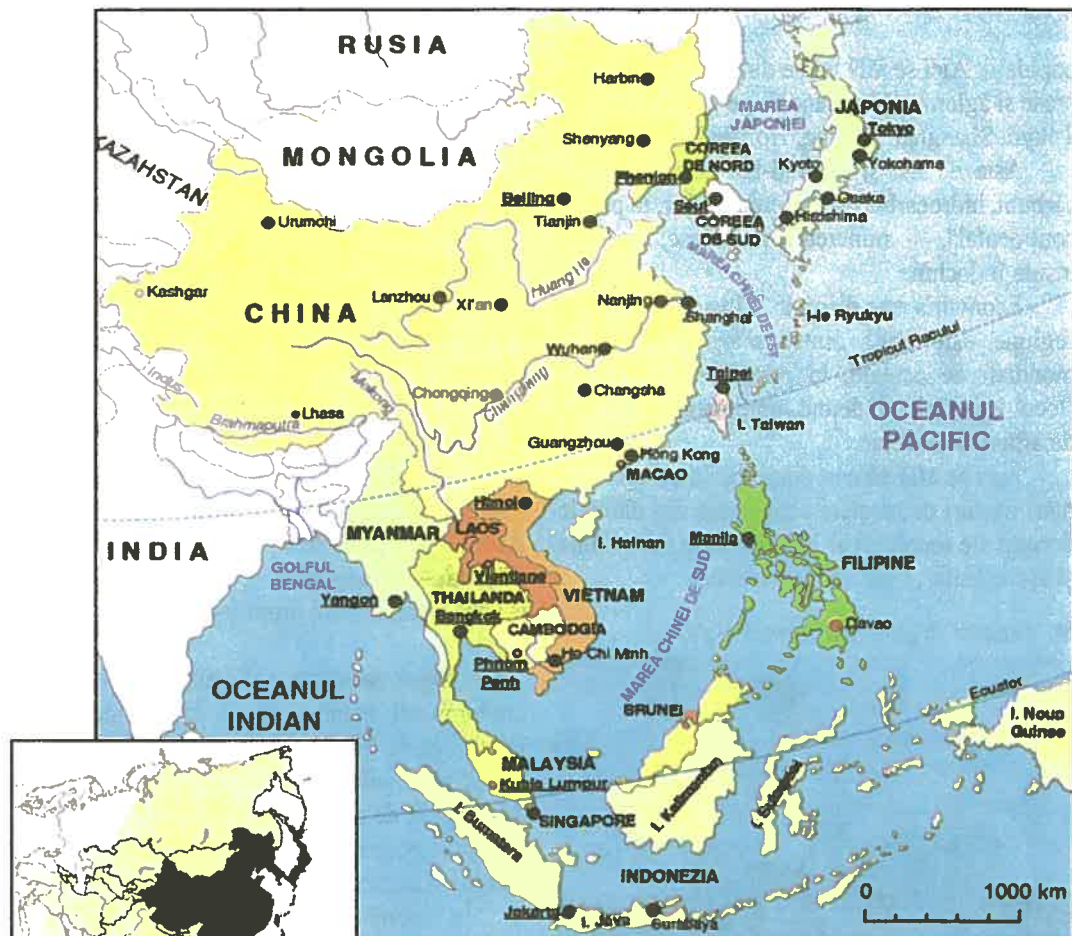 RUSIA
Harbin
JAPONIA
MAREA
JAPONIEI
Tokyo
KAZAHSTAN
MONGOLIA
Shenyang
COREEA
DE NORD
Kyoto
Yokohama
Phenian
Beijing
Seul
Osaka
Urumchi
Tianjin
COREEA
DE SUD
Hiroshima
Kashgar
CHINA
Lanzhou
Xi'an
Huang He
Nanjing
Shanghai
MAREA CHINEI DE EST
I-le Ryukyu
Tropicul Racului
Wuhan
Indus
Mekong
Chongqing
Changsha
Taipei
Lhasa
Brahmaputra
I. Taiwan
OCEANUL
PACIFIC
Guangzhou
Hong Kong
MACAO
Hanoi
INDIA
MYANMAR
LAOS
I. Hainan
Manila
GOLFUL
BENGAL
Vientiane
FILIPINE
Yangon
THAILANDA
VIETNAM
Bangkok
CAMBODGIA
Davao
Ho Chi Minh
Phnom
Penh
MAREA CHINEI DE SUD
OCEANUL
INDIAN
BRUNEI
Ecuator
I. Noua
Guinee
MALAYSIA
Kuala Lumpur
SINGAPORE
I. Sumatera
I. Kalimantan
INDONEZIA
Jakarta
I. Java
Surabaya
0 1000 km